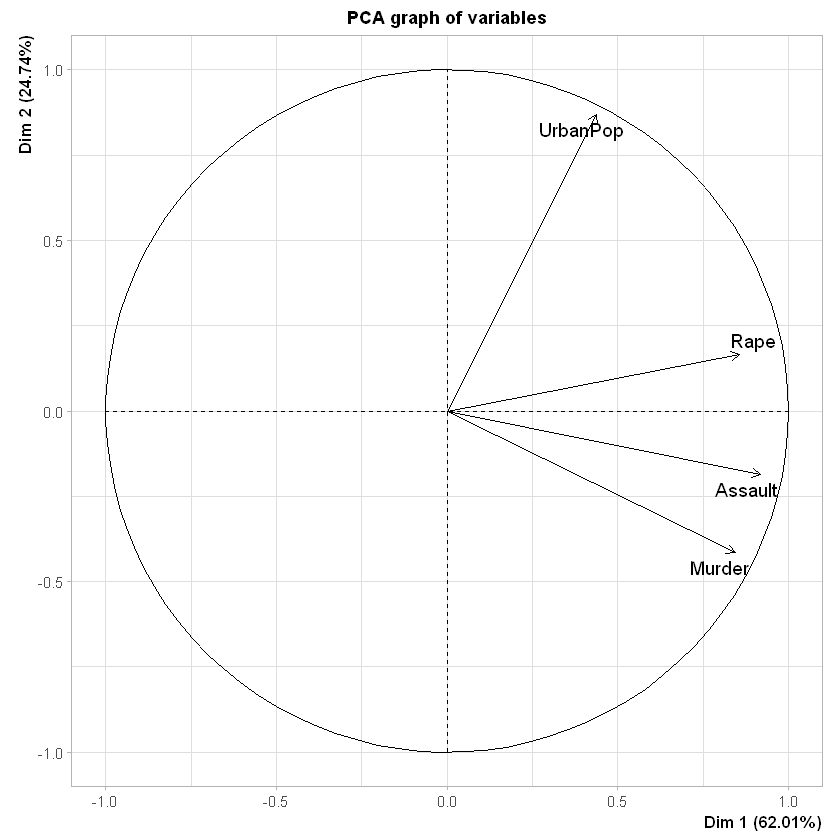 PCA graph of variables
Dim 2 (24.74%)
1.0
0.5
0.0
-0.5
-1.0
UrbanPop
Rape
Assault
Murder
-1.0
-0.5
0.0
0.5
1.0
Dim 1 (62.01%)